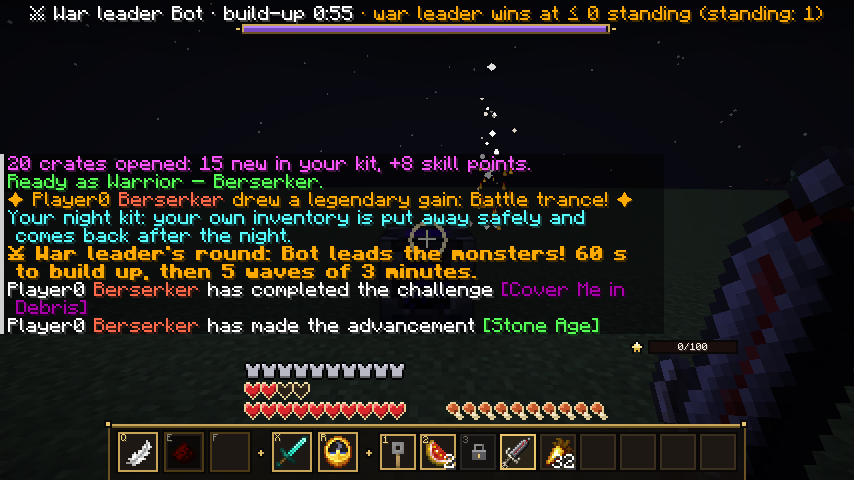 ⚔ War leader Bot · build-up 0:55 · war leader wins at ≤ 0 standing (standing: 1)
20 crates opened: 15 new in your kit, +8 skill points.
Ready as Warrior — Berserker.
✦ Player0 Berserker drew a legendary gain: Battle trance! ✦
Your night kit: your own inventory is put away safely and
comes back after the night.
⚔ War leader's round: Bot leads the monsters! 60 s
to build up, then 5 waves of 3 minutes.
Player0 Berserker has completed the challenge [Cover Me in
Debris]
Player0 Berserker has made the advancement [Stone Age]
0/100
Q E F + X R + 1 2 3
2 32